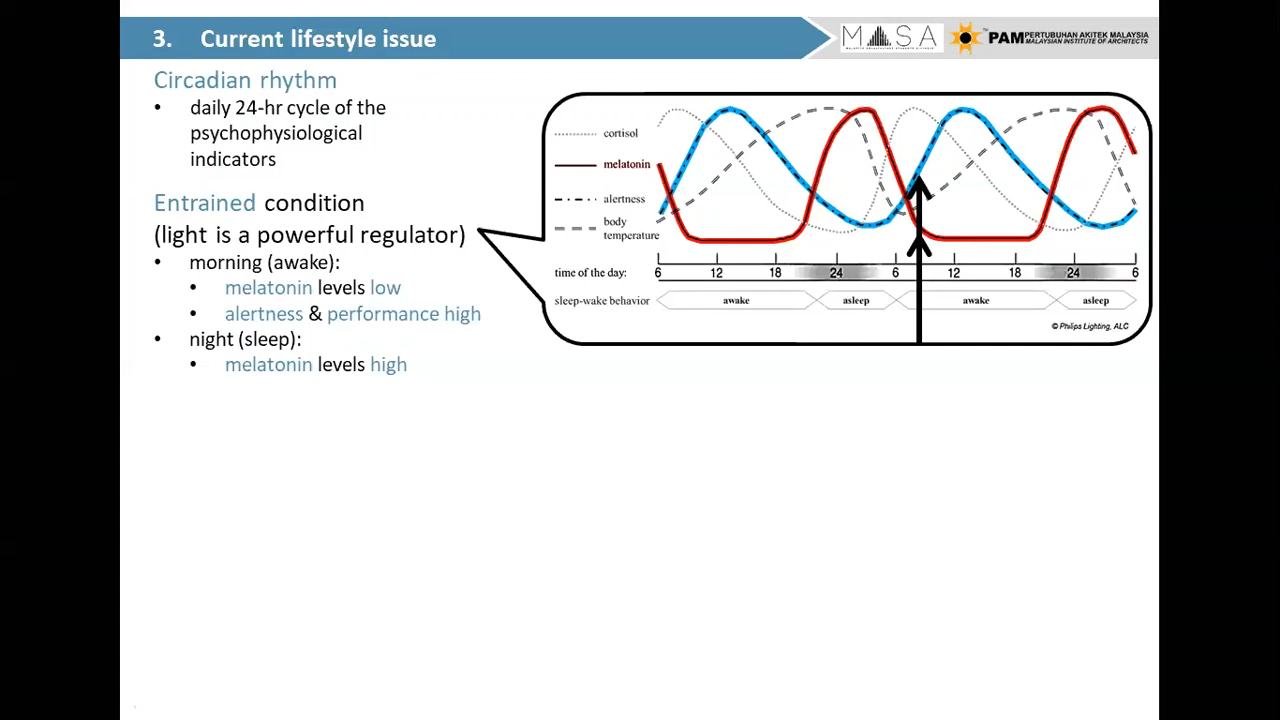 3. Current lifestyle issue
M A S A
PAM PERTUBUHAN AKITEK MALAYSIA
MALAYSIAN INSTITUTE OF ARCHITECTS
Circadian rhythm
• daily 24-hr cycle of the
psychophysiological
indicators
Entrained condition
(light is a powerful regulator)
• morning (awake):
• melatonin levels low
• alertness & performance high
• night (sleep):
• melatonin levels high
cortisol
melatonin
alertness
body
temperature
time of the day: 6 12 18 24 6 12 18 24 6
sleep-wake behavior awake asleep awake asleep
© Philips Lighting, ALC